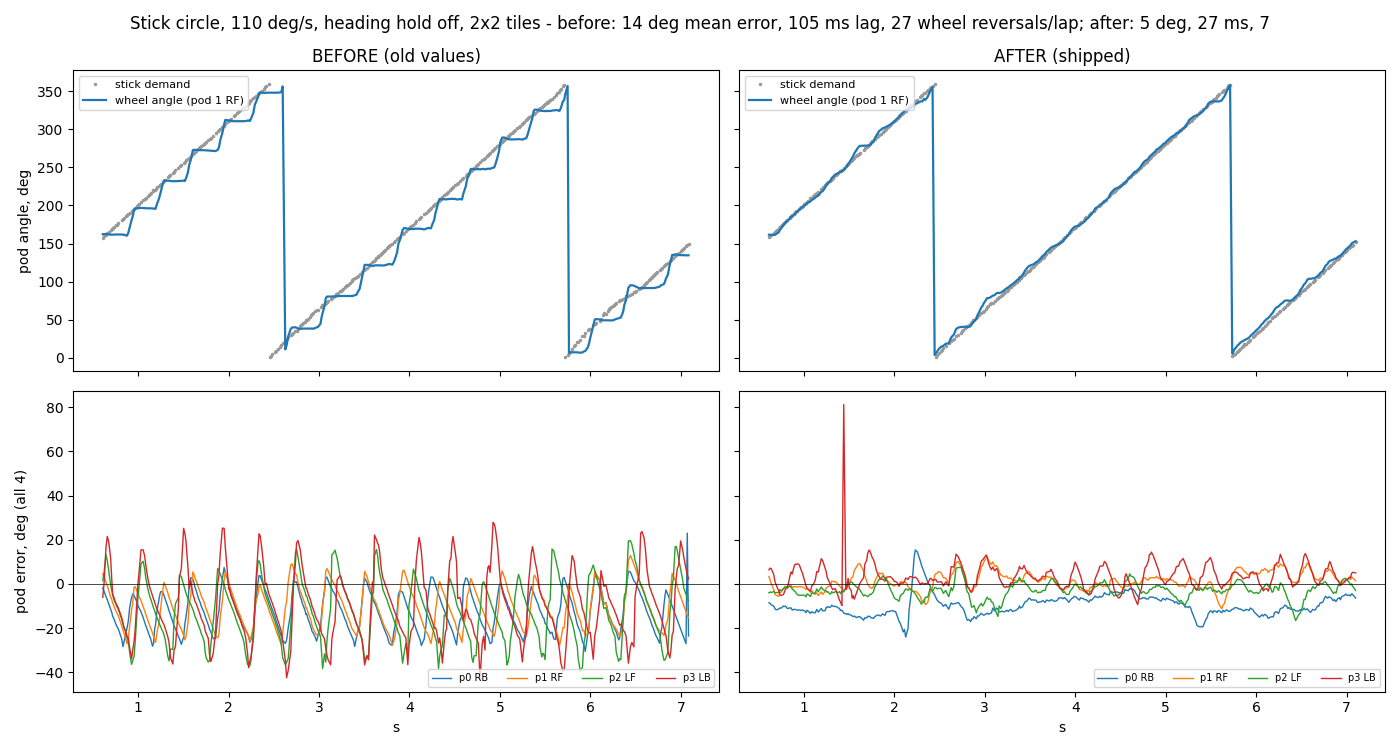 Stick circle, 110 deg/s, heading hold off, 2x2 tiles - before: 14 deg mean error, 105 ms lag, 27 wheel reversals/lap; after: 5 deg, 27 ms, 7
BEFORE (old values)
AFTER (shipped)
stick demand
wheel angle (pod 1 RF)
stick demand
wheel angle (pod 1 RF)
pod angle, deg
350
300
250
200
150
100
50
0
pod error, deg (all 4)
80
60
40
20
0
−20
−40
p0 RB
p1 RF
p2 LF
p3 LB
p0 RB
p1 RF
p2 LF
p3 LB
1 2 3 4 5 6 7
1 2 3 4 5 6 7
s
s